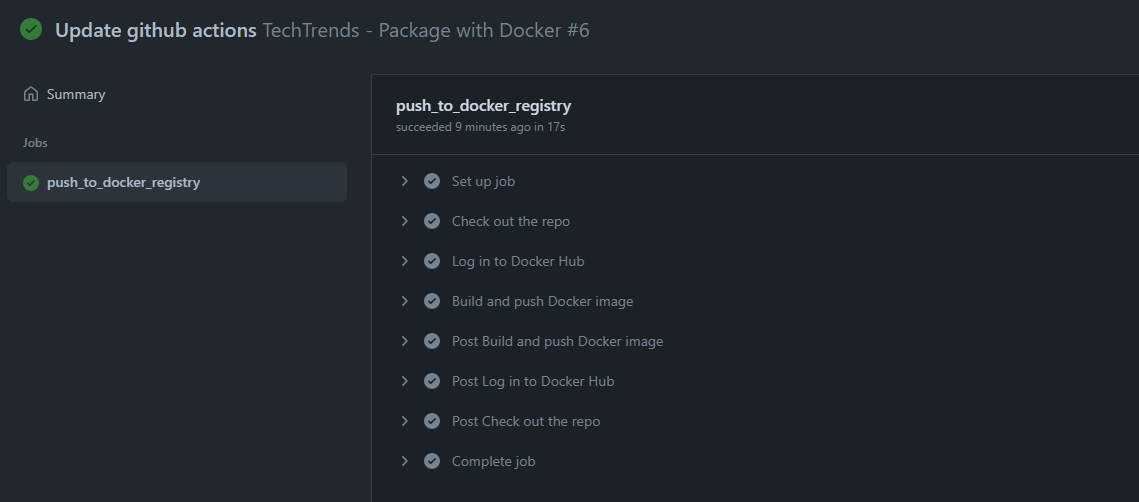 Update github actions TechTrends - Package with Docker #6
Summary
Jobs
push_to_docker_registry
push_to_docker_registry
succeeded 9 minutes ago in 17s
Set up job
Check out the repo
Log in to Docker Hub
Build and push Docker image
Post Build and push Docker image
Post Log in to Docker Hub
Post Check out the repo
Complete job